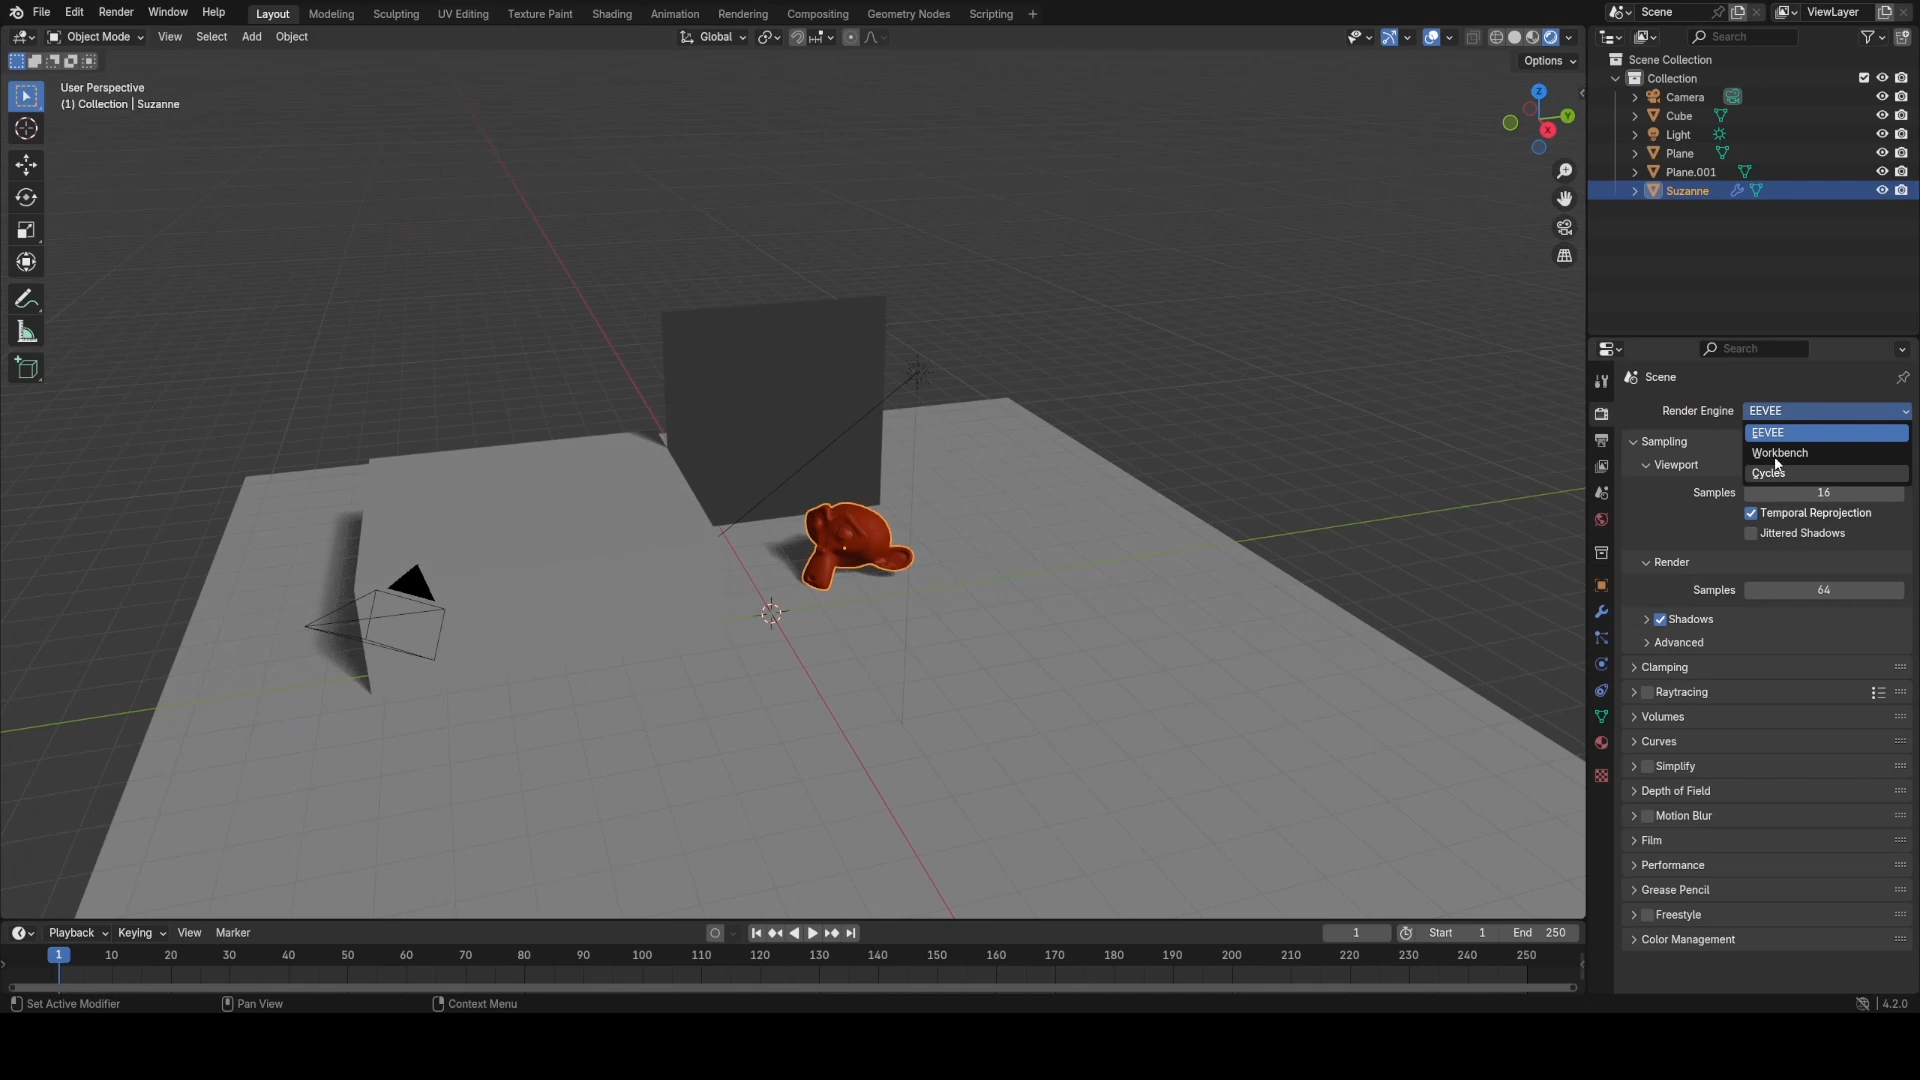 File Edit Render Window Help Layout Modeling Sculpting UV Editing Texture Paint Shading Animation Rendering Compositing Geometry Nodes Scripting + Scene ViewLayer
Object Mode View Select Add Object Global Search
Options
User Perspective
(1) Collection | Suzanne
Z
Y
X
Scene Collection
Collection
Camera
Cube
Light
Plane
Plane.001
Suzanne
Search
Scene
Render Engine EEVEE
EEVEE
Workbench
Cycles
Sampling
Viewport
Samples 16
Temporal Reprojection
Jittered Shadows
Render
Samples 64
Shadows
Advanced
Clamping
Raytracing
Volumes
Curves
Simplify
Depth of Field
Motion Blur
Film
Performance
Grease Pencil
Freestyle
Color Management
Playback Keying View Marker 1 Start 1 End 250
1 10 20 30 40 50 60 70 80 90 100 110 120 130 140 150 160 170 180 190 200 210 220 230 240 250
Set Active Modifier Pan View Context Menu 4.2.0